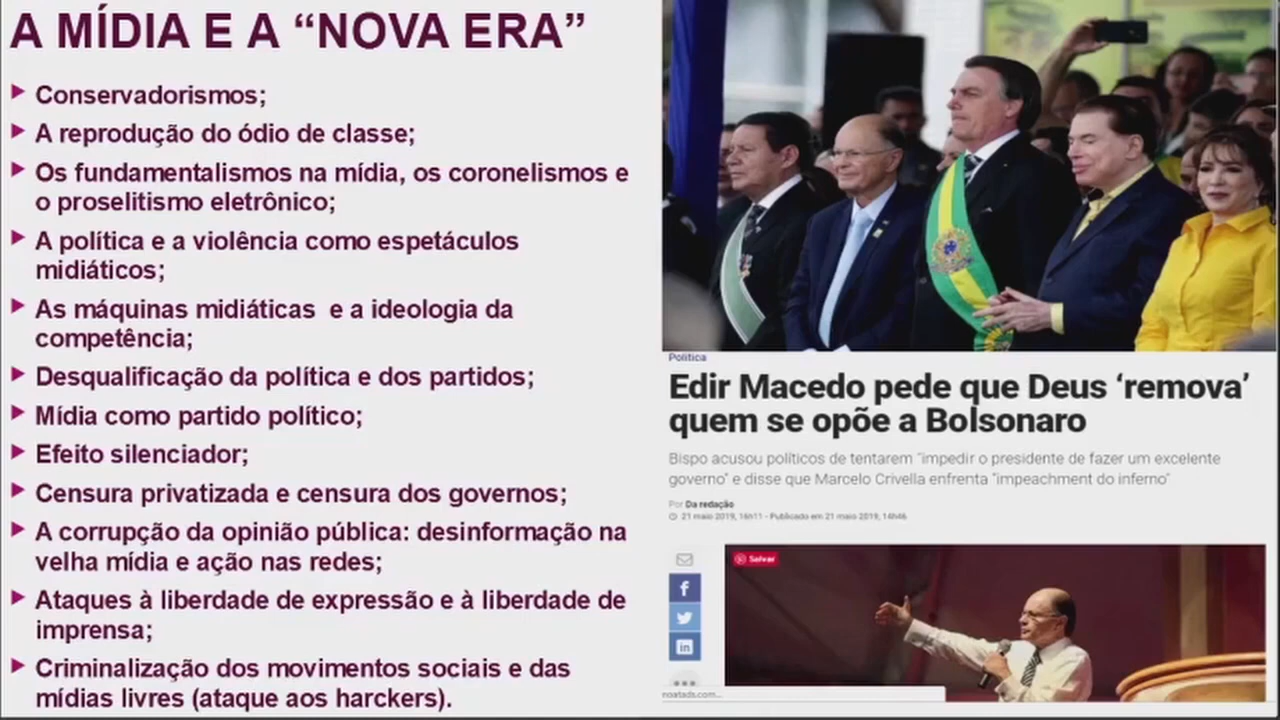 A MÍDIA E A “NOVA ERA”
Conservadorismos;
A reprodução do ódio de classe;
Os fundamentalismos na mídia, os coronelismos e
o proselitismo eletrônico;
A política e a violência como espetáculos
midiáticos;
As máquinas midiáticas e a ideologia da
competência;
Desqualificação da política e dos partidos;
Mídia como partido político;
Efeito silenciador;
Censura privatizada e censura dos governos;
A corrupção da opinião pública: desinformação na
velha mídia e ação nas redes;
Ataques à liberdade de expressão e à liberdade de
imprensa;
Criminalização dos movimentos sociais e das
mídias livres (ataque aos harckers).
Política
Edir Macedo pede que Deus ‘remova’
quem se opõe a Bolsonaro
Bispo acusou políticos de tentarem "impedir o presidente de fazer um excelente
governo" e disse que Marcelo Crivella enfrenta "impeachment do inferno"
Por Da redação
21 maio 2019, 16h11 - Publicado em 21 maio 2019, 14h46
Salvar
noatads.com...